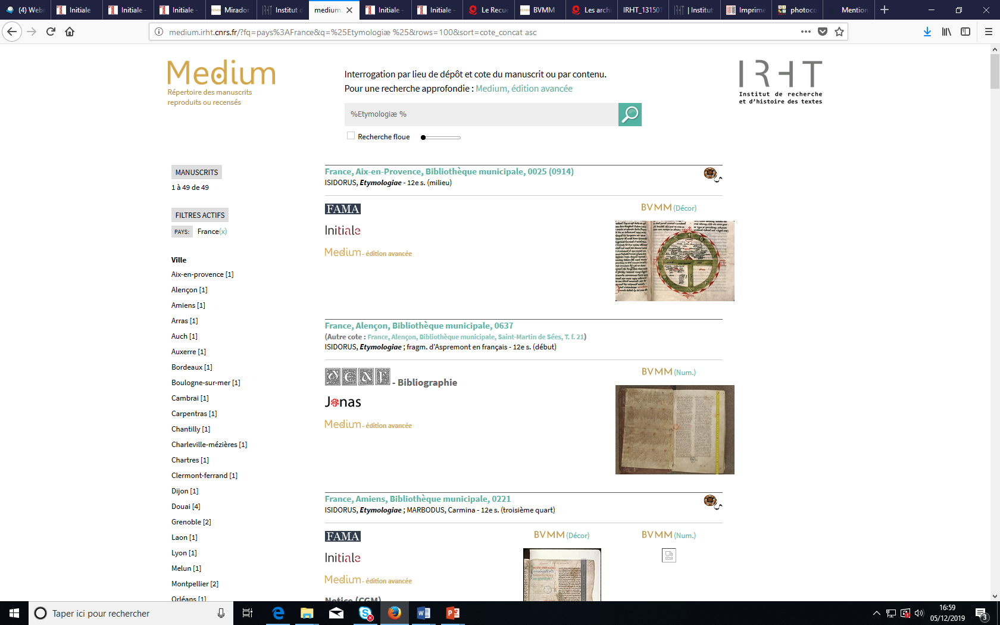 (4) Web
Initiale
Initiale -
Initiale -
Mirador
Institut d
medium.
Initiale -
Initiale -
Le Recue
BVMM
Les archi
IRHT_131501
| Institut
Imprime
photoco
Mention
medium.irht.cnrs.fr/?fq=pays%3AFrance&q=%25Etymologiæ %25&rows=100&sort=cote_concat asc
Medium
Répertoire des manuscrits
reproduits ou recensés
Interrogation par lieu de dépôt et cote du manuscrit ou par contenu.
Pour une recherche approfondie : Medium, édition avancée
%Etymologiæ %
Recherche floue
IRHT
Institut de recherche
et d'histoire des textes
MANUSCRITS
1 à 49 de 49
FILTRES ACTIFS
PAYS: France(x)
Ville
Aix-en-provence [1]
Alençon [1]
Amiens [1]
Arras [1]
Auch [1]
Auxerre [1]
Bordeaux [1]
Boulogne-sur-mer [1]
Cambrai [1]
Carpentras [1]
Chantilly [1]
Charleville-mézières [1]
Chartres [1]
Clermont-ferrand [1]
Dijon [1]
Douai [4]
Grenoble [2]
Laon [1]
Lyon [1]
Melun [1]
Montpellier [2]
Orléans [1]
France, Aix-en-Provence, Bibliothèque municipale, 0025 (0914)
ISIDORUS, Etymologiae - 12e s. (milieu)
FAMA
Initiale
Medium - édition avancée
BVMM (Décor)
France, Alençon, Bibliothèque municipale, 0637
(Autre cote : France, Alençon, Bibliothèque municipale, Saint-Martin de Sées, T. f. 21)
ISIDORUS, Etymologiae ; fragm. d'Aspremont en français - 12e s. (début)
DEAF - Bibliographie
Jonas
Medium - édition avancée
BVMM (Num.)
France, Amiens, Bibliothèque municipale, 0221
ISIDORUS, Etymologiae ; MARBODUS, Carmina - 12e s. (troisième quart)
FAMA
Initiale
Medium - édition avancée
Notice (CGM)
BVMM (Décor)
BVMM (Num.)
Taper ici pour rechercher
16:59
05/12/2019
3